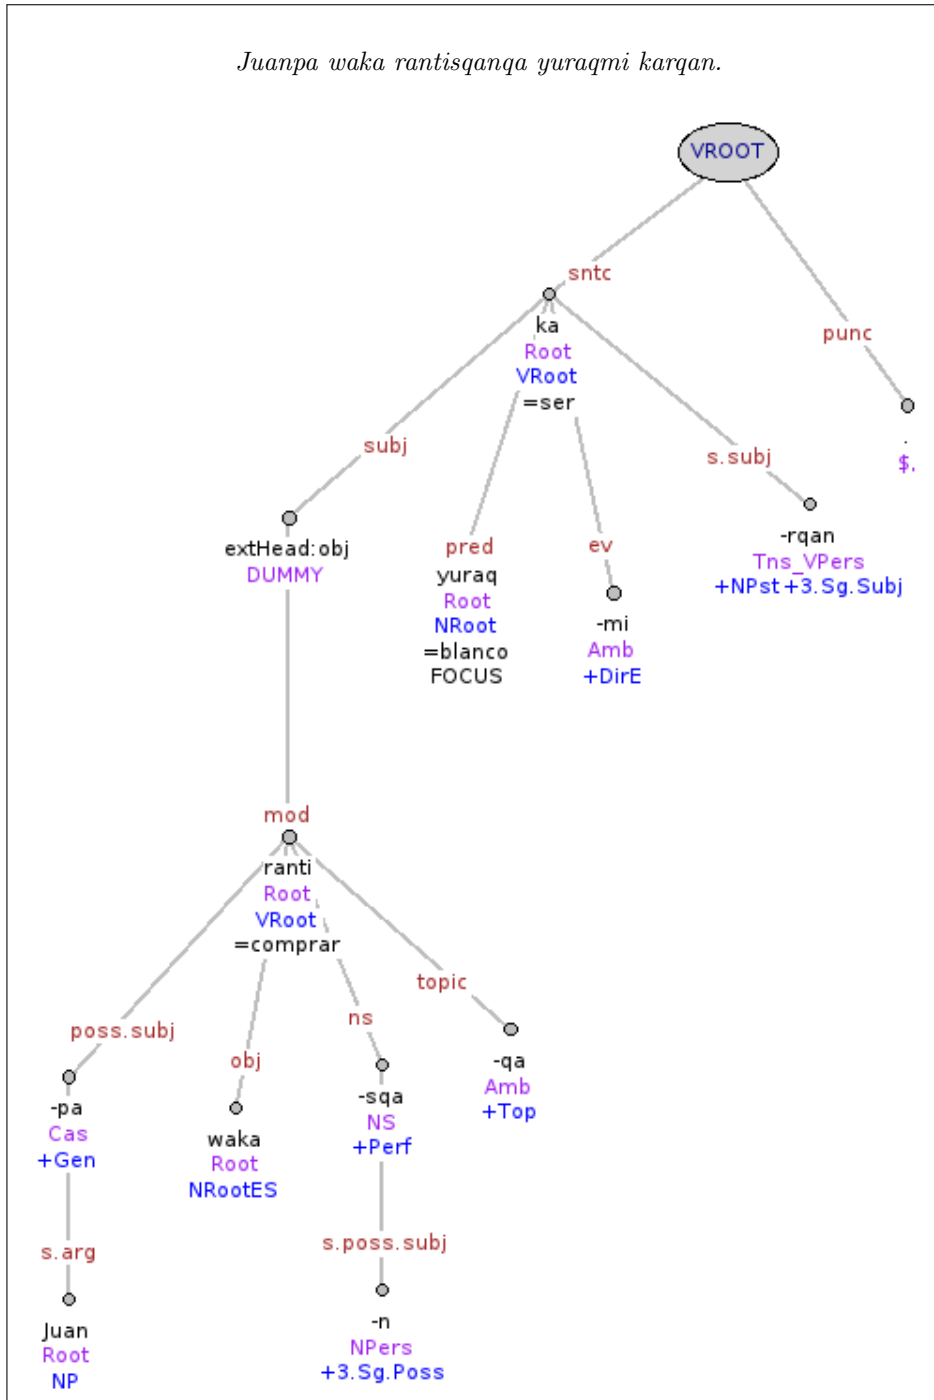 Juanpa waka rantisqanqa yuraqmi karqan.
VROOT
sntc
punc
ka
Root
VRoot
=ser
.
$.
subj
s.subj
extHead:obj
DUMMY
pred
yuraq
Root
NRoot
=blanco
FOCUS
ev
-mi
Amb
+DirE
-rqan
Tns_VPers
+NPst+3.Sg.Subj
mod
ranti
Root
VRoot
=comprar
poss.subj
obj
ns
topic
-pa
Cas
+Gen
waka
Root
NRootES
-sqa
NS
+Perf
-qa
Amb
+Top
s.arg
s.poss.subj
Juan
Root
NP
-n
NPers
+3.Sg.Poss